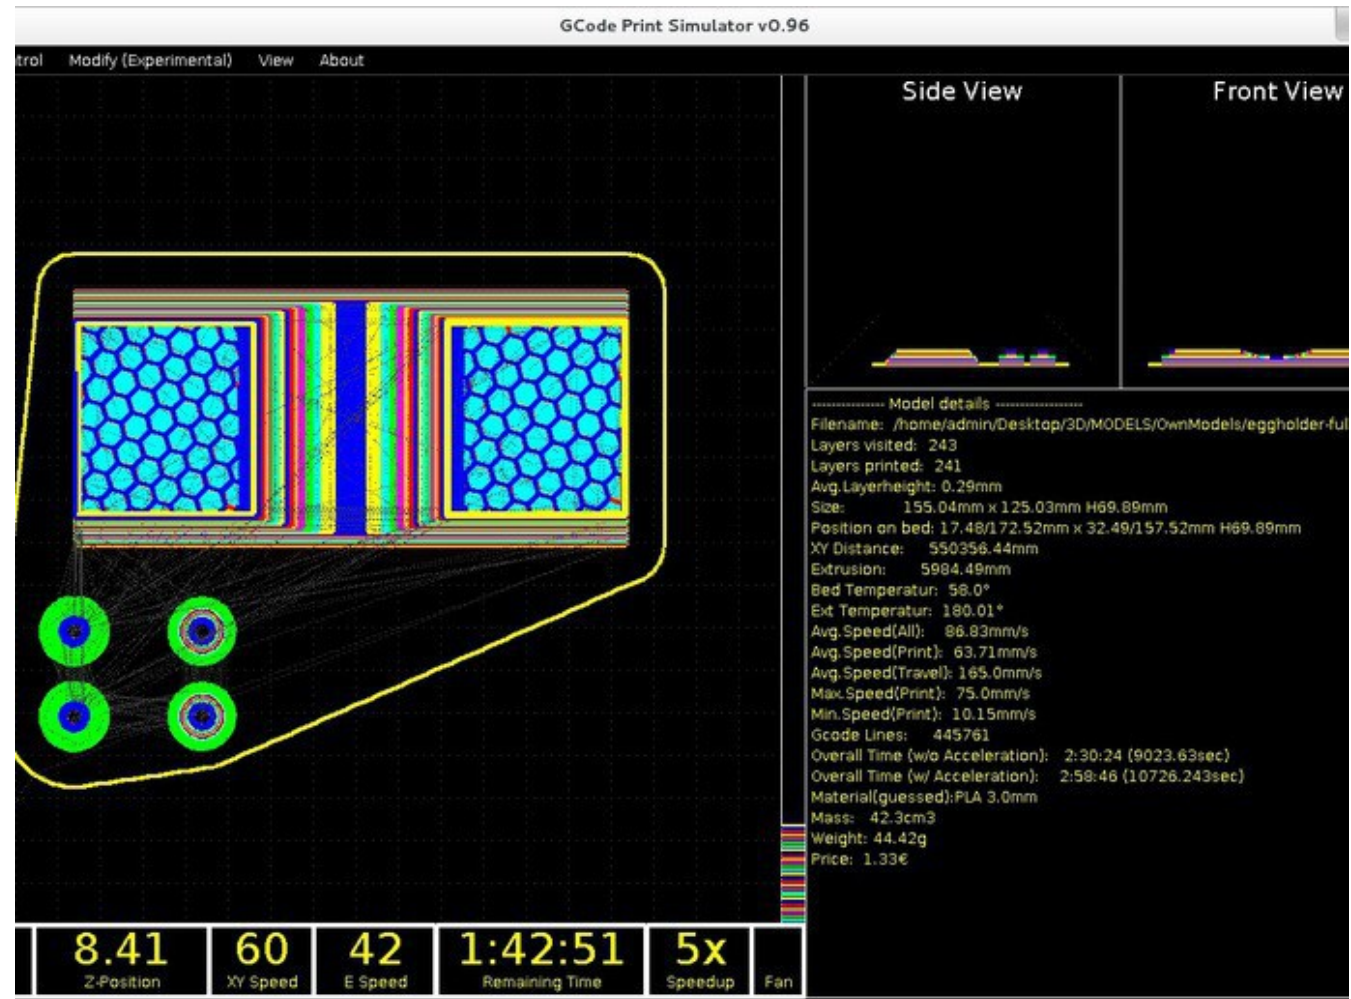 GCode Print Simulator v0.96
trol Modify (Experimental) View About
Side View
Front View
--------------- Model details ------------------
Filename: /home/admin/Desktop/3D/MODELS/OwnModels/eggholder-ful
Layers visited: 243
Layers printed: 241
Avg.Layerheight: 0.29mm
Size: 155.04mm x 125.03mm H69.89mm
Position on bed: 17.48/172.52mm x 32.49/157.52mm H69.89mm
XY Distance: 550356.44mm
Extrusion: 5984.49mm
Bed Temperatur: 58.0°
Ext Temperatur: 180.01°
Avg.Speed(All): 86.83mm/s
Avg.Speed(Print): 63.71mm/s
Avg.Speed(Travel): 165.0mm/s
Max.Speed(Print): 75.0mm/s
Min.Speed(Print): 10.15mm/s
Gcode Lines: 445761
Overall Time (w/o Acceleration): 2:30:24 (9023.63sec)
Overall Time (w/ Acceleration): 2:58:46 (10726.243sec)
Material(guessed):PLA 3.0mm
Mass: 42.3cm3
Weight: 44.42g
Price: 1.33€
8.41 60 42 1:42:51 5x
Z-Position XY Speed E Speed Remaining Time Speedup Fan